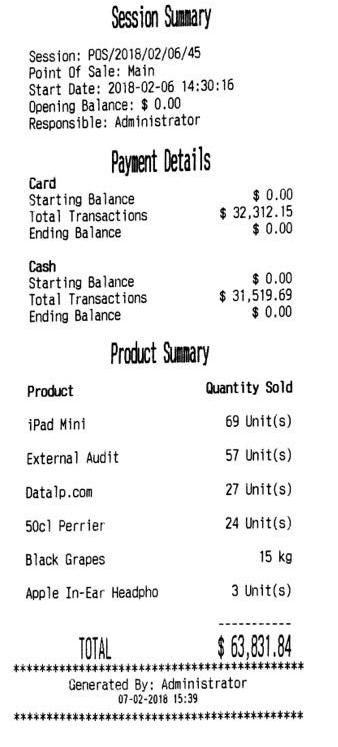 Session Summary
Session: POS/2018/02/06/45
Point Of Sale: Main
Start Date: 2018-02-06 14:30:16
Opening Balance: $ 0.00
Responsible: Administrator
Payment Details
Card
Starting Balance $ 0.00
Total Transactions $ 32,312.15
Ending Balance $ 0.00
Cash
Starting Balance $ 0.00
Total Transactions $ 31,519.69
Ending Balance $ 0.00
Product Summary
Product Quantity Sold
iPad Mini 69 Unit(s)
External Audit 57 Unit(s)
Datalp.com 27 Unit(s)
50cl Perrier 24 Unit(s)
Black Grapes 15 kg
Apple In-Ear Headpho 3 Unit(s)
-----------
TOTAL $ 63,831.84
********************************************
Generated By: Administrator
07-02-2018 15:39
********************************************